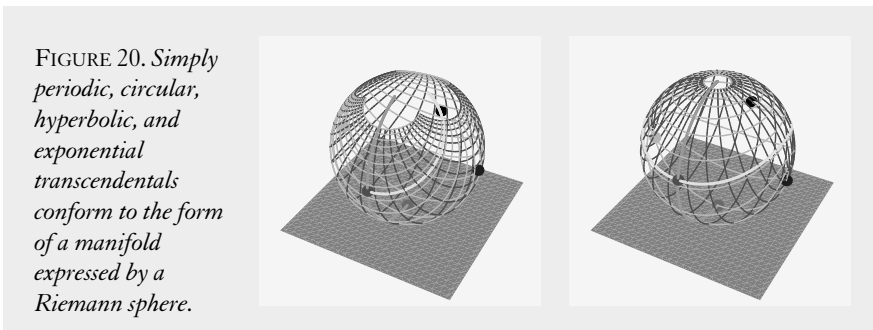 FIGURE 20. Simply
periodic, circular,
hyperbolic, and
exponential
transcendentals
conform to the form
of a manifold
expressed by a
Riemann sphere.